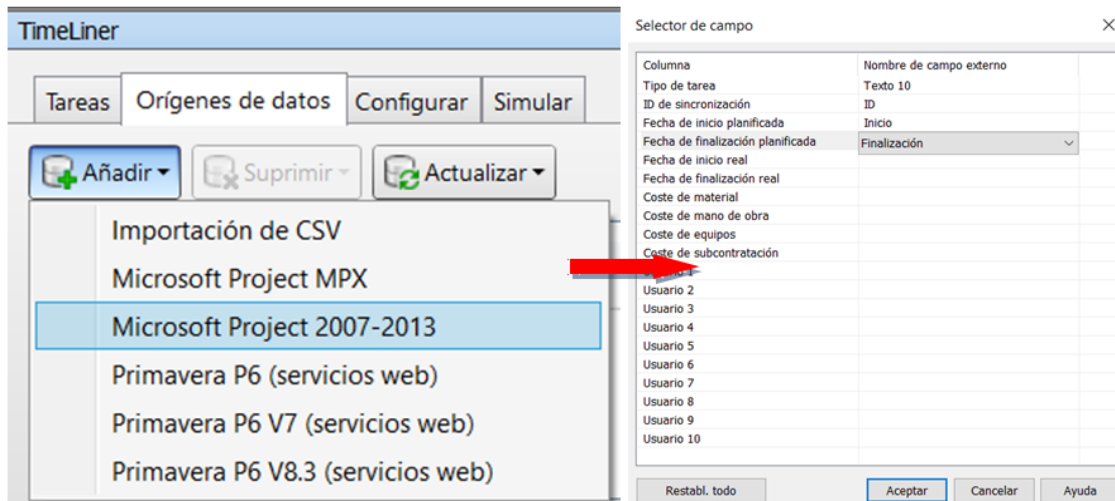 TimeLiner
Tareas Orígenes de datos Configurar Simular
Añadir Suprimir Actualizar
Importación de CSV
Microsoft Project MPX
Microsoft Project 2007-2013
Primavera P6 (servicios web)
Primavera P6 V7 (servicios web)
Primavera P6 V8.3 (servicios web)
Selector de campo
Columna Nombre de campo externo
Tipo de tarea Texto 10
ID de sincronización ID
Fecha de inicio planificada Inicio
Fecha de finalización planificada Finalización
Fecha de inicio real
Fecha de finalización real
Coste de material
Coste de mano de obra
Coste de equipos
Coste de subcontratación
Usuario 1
Usuario 2
Usuario 3
Usuario 4
Usuario 5
Usuario 6
Usuario 7
Usuario 8
Usuario 9
Usuario 10
Restabl. todo Aceptar Cancelar Ayuda